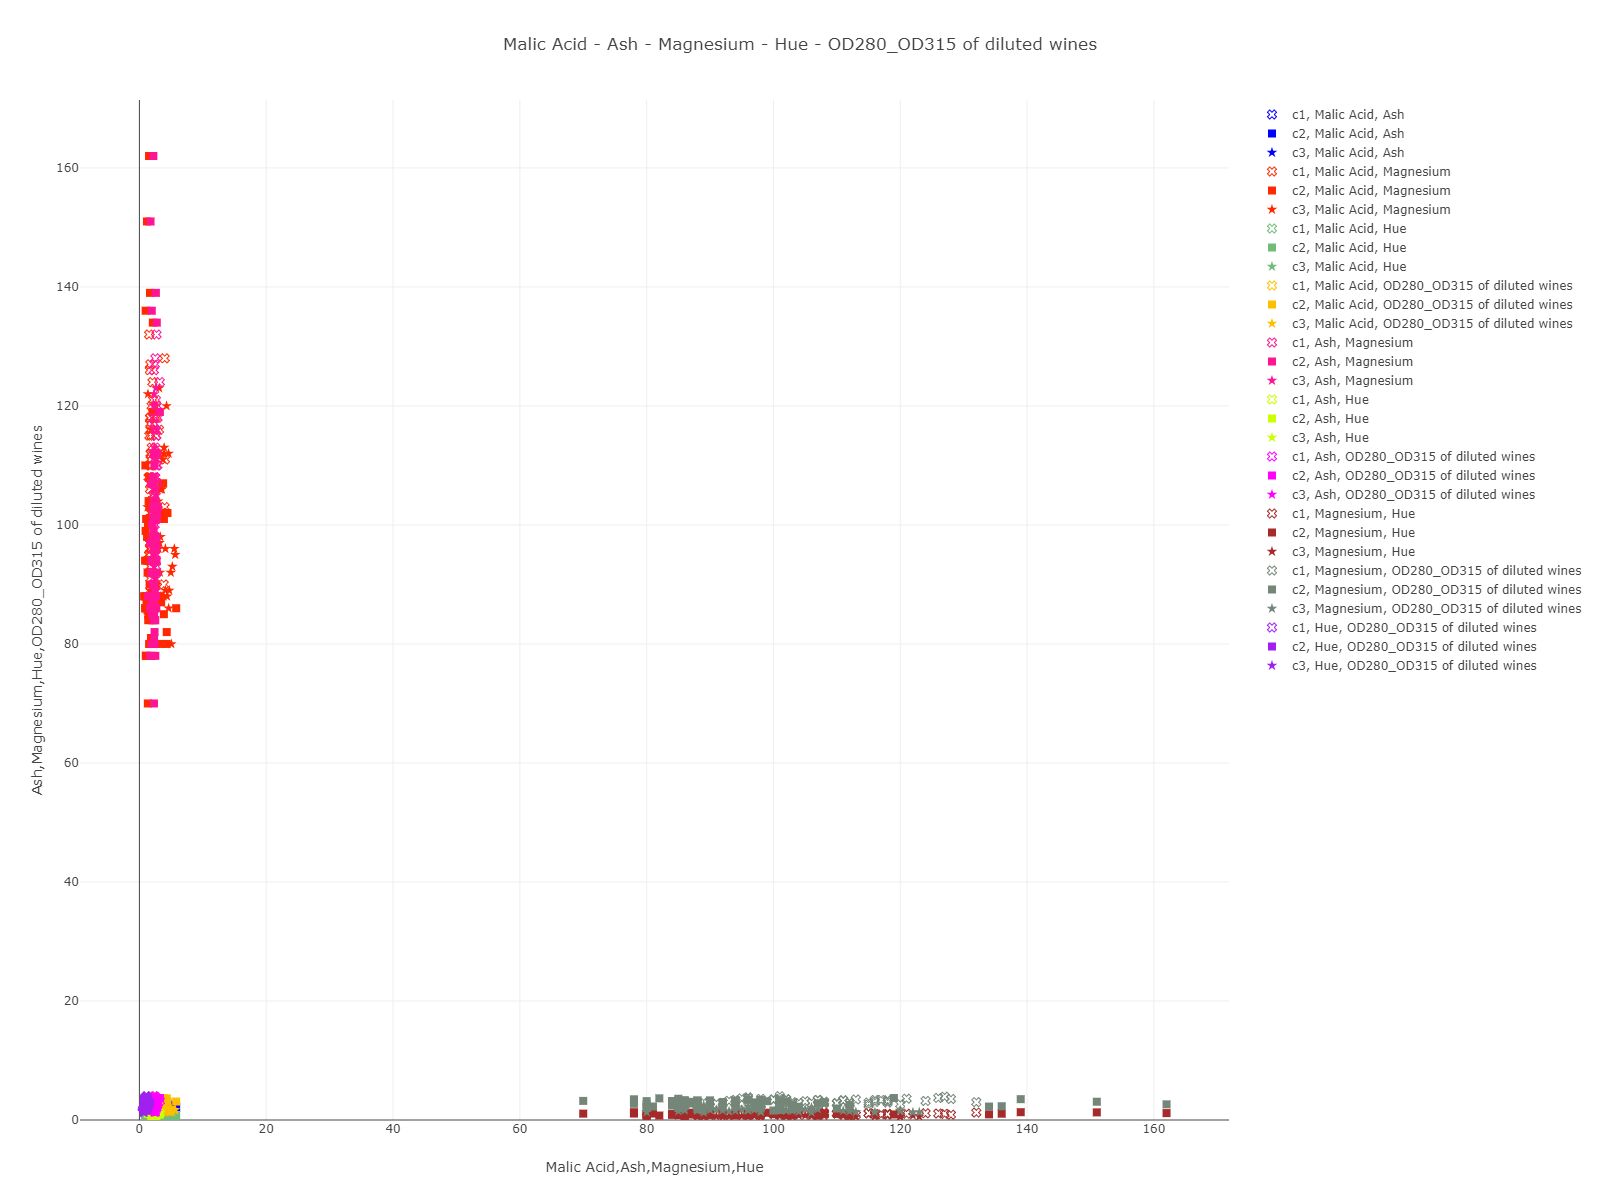 Malic Acid - Ash - Magnesium - Hue - OD280_OD315 of diluted wines
Ash,Magnesium,Hue,OD280_OD315 of diluted wines
160
140
120
100
80
60
40
20
0
0 20 40 60 80 100 120 140 160
Malic Acid,Ash,Magnesium,Hue
c1, Malic Acid, Ash
c2, Malic Acid, Ash
c3, Malic Acid, Ash
c1, Malic Acid, Magnesium
c2, Malic Acid, Magnesium
c3, Malic Acid, Magnesium
c1, Malic Acid, Hue
c2, Malic Acid, Hue
c3, Malic Acid, Hue
c1, Malic Acid, OD280_OD315 of diluted wines
c2, Malic Acid, OD280_OD315 of diluted wines
c3, Malic Acid, OD280_OD315 of diluted wines
c1, Ash, Magnesium
c2, Ash, Magnesium
c3, Ash, Magnesium
c1, Ash, Hue
c2, Ash, Hue
c3, Ash, Hue
c1, Ash, OD280_OD315 of diluted wines
c2, Ash, OD280_OD315 of diluted wines
c3, Ash, OD280_OD315 of diluted wines
c1, Magnesium, Hue
c2, Magnesium, Hue
c3, Magnesium, Hue
c1, Magnesium, OD280_OD315 of diluted wines
c2, Magnesium, OD280_OD315 of diluted wines
c3, Magnesium, OD280_OD315 of diluted wines
c1, Hue, OD280_OD315 of diluted wines
c2, Hue, OD280_OD315 of diluted wines
c3, Hue, OD280_OD315 of diluted wines